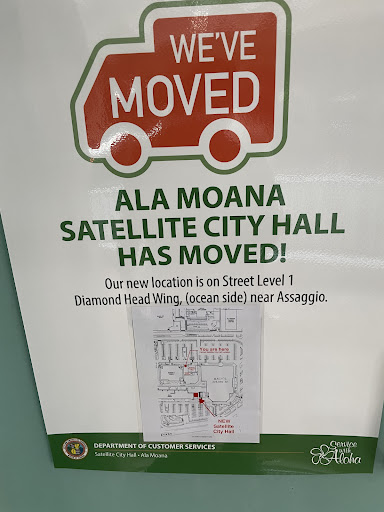 WE'VE
MOVED
ALA MOANA
SATELLITE CITY HALL
HAS MOVED!
Our new location is on Street Level 1
Diamond Head Wing, (ocean side) near Assaggio.
You are here
NEW
Satellite
City Hall
DEPARTMENT OF CUSTOMER SERVICES
Satellite City Hall - Ala Moana
Service
with
Aloha